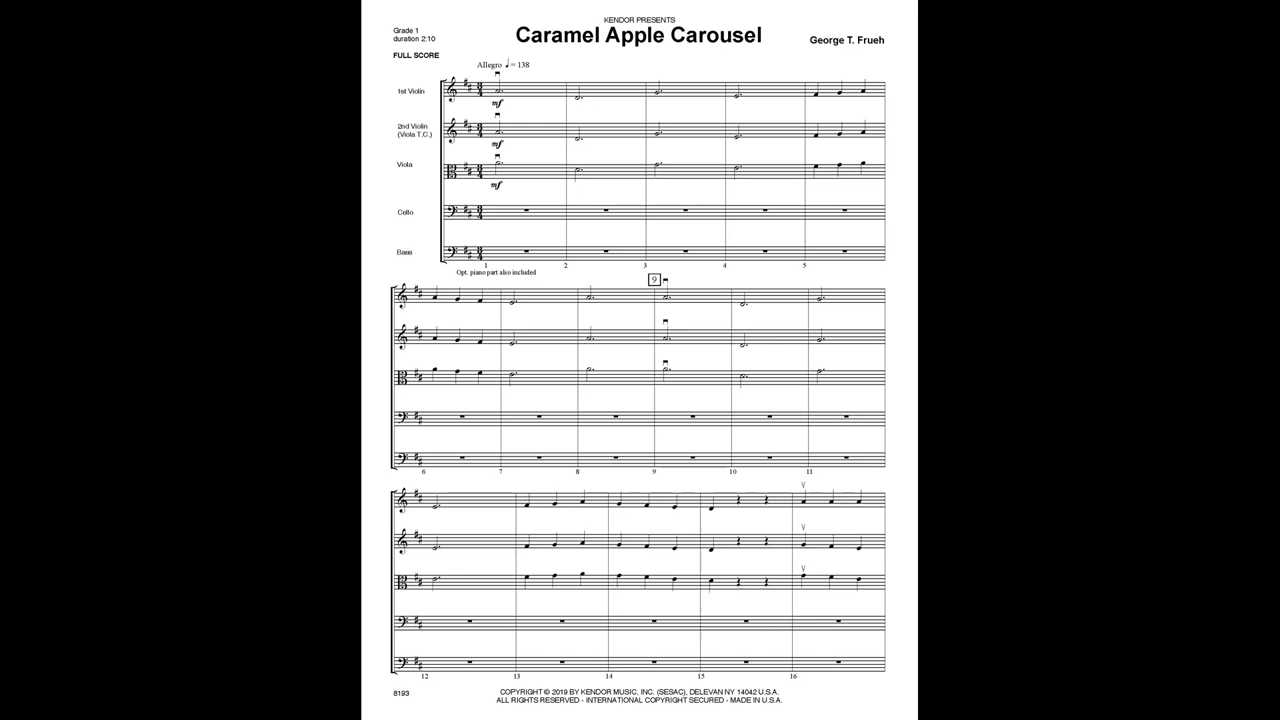 KENDOR PRESENTS
Grade 1
duration 2:10
Caramel Apple Carousel
George T. Frueh
FULL SCORE
Allegro ♩ = 138
1st Violin
mf
2nd Violin
(Viola T.C.)
mf
Viola
mf
Cello
Bass
1 2 3 4 5
Opt. piano part also included
9
6 7 8 9 10 11
12 13 14 15 16
8193
COPYRIGHT © 2019 BY KENDOR MUSIC, INC. (SESAC), DELEVAN NY 14042 U.S.A.
ALL RIGHTS RESERVED - INTERNATIONAL COPYRIGHT SECURED - MADE IN U.S.A.